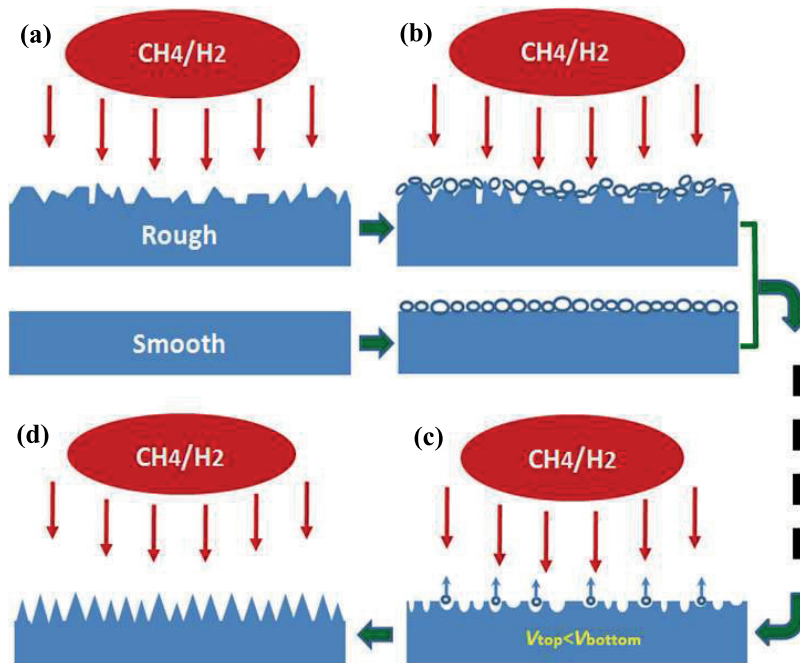 (a)
CH4/H2
(b)
CH4/H2
Rough
Smooth
(d)
CH4/H2
(c)
CH4/H2
Vtop<Vbottom